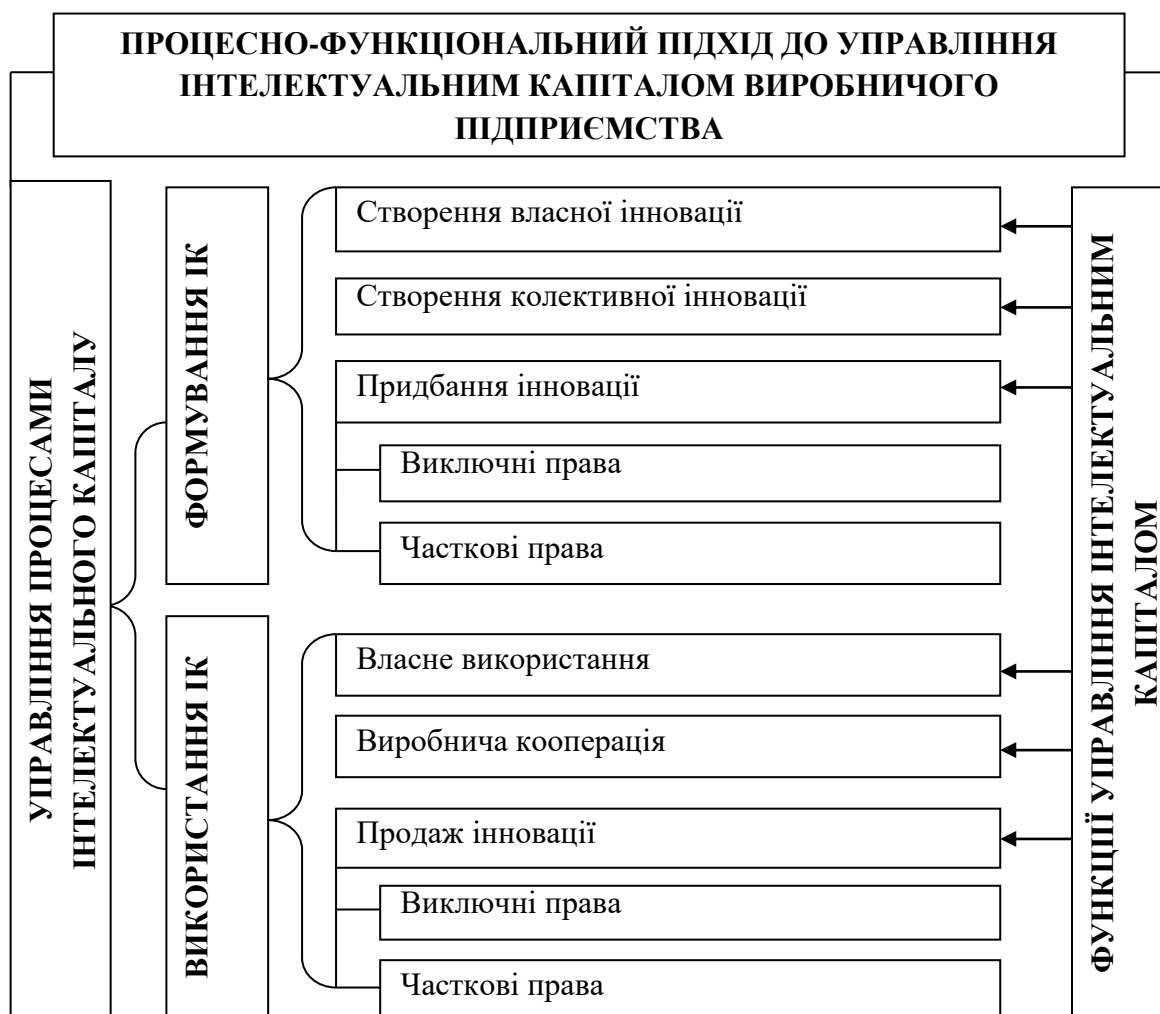 ПРОЦЕСНО-ФУНКЦІОНАЛЬНИЙ ПІДХІД ДО УПРАВЛІННЯ
ІНТЕЛЕКТУАЛЬНИМ КАПІТАЛОМ ВИРОБНИЧОГО
ПІДПРИЄМСТВА
УПРАВЛІННЯ ПРОЦЕСАМИ
ІНТЕЛЕКТУАЛЬНОГО КАПІТАЛУ
ФОРМУВАННЯ ІК
Створення власної інновації
Створення колективної інновації
Придбання інновації
Виключні права
Часткові права
ВИКОРИСТАННЯ ІК
Власне використання
Виробнича кооперація
Продаж інновації
Виключні права
Часткові права
ФУНКЦІЇ УПРАВЛІННЯ ІНТЕЛЕКТУАЛЬНИМ
КАПІТАЛОМ